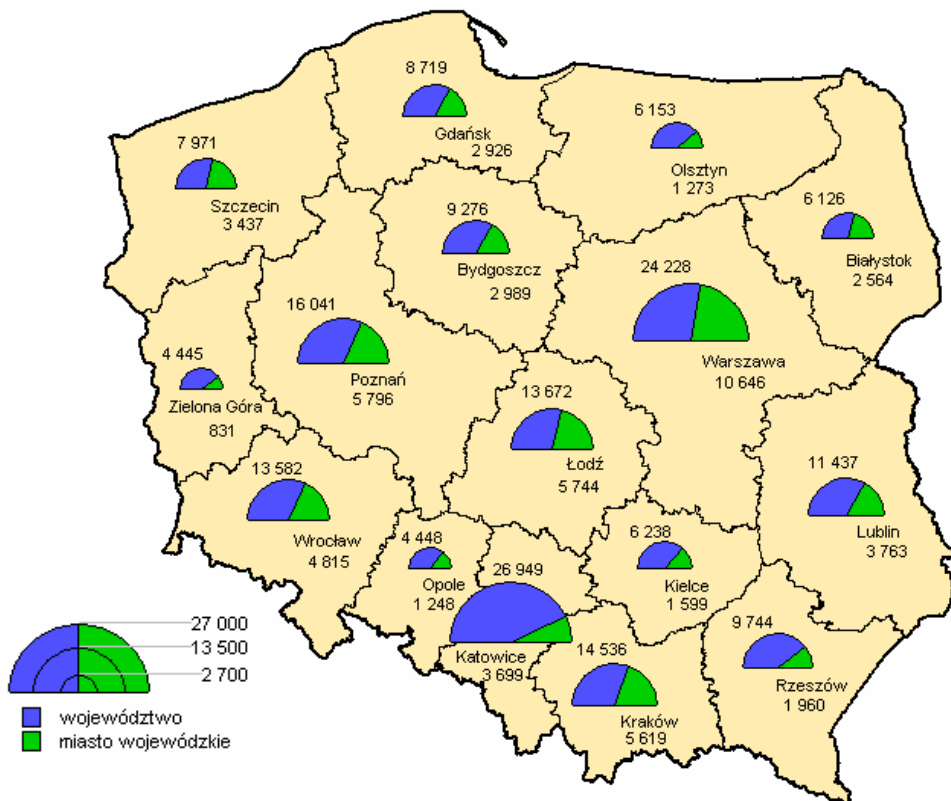 8 719
Gdańsk
2 926
6 153
Olsztyn
1 273
7 971
Szczecin
3 437
9 276
Bydgoszcz
2 989
6 126
Białystok
2 564
24 228
Warszawa
10 646
16 041
Poznań
5 796
4 445
Zielona Góra
831
13 672
Łodź
5 744
13 582
Wrocław
4 815
11 437
Lublin
3 763
4 448
Opole
1 248
6 238
Kielce
1 599
26 949
Katowice
3 699
14 536
Kraków
5 619
9 744
Rzeszów
1 960
27 000
13 500
2 700
województwo
miasto wojewódzkie